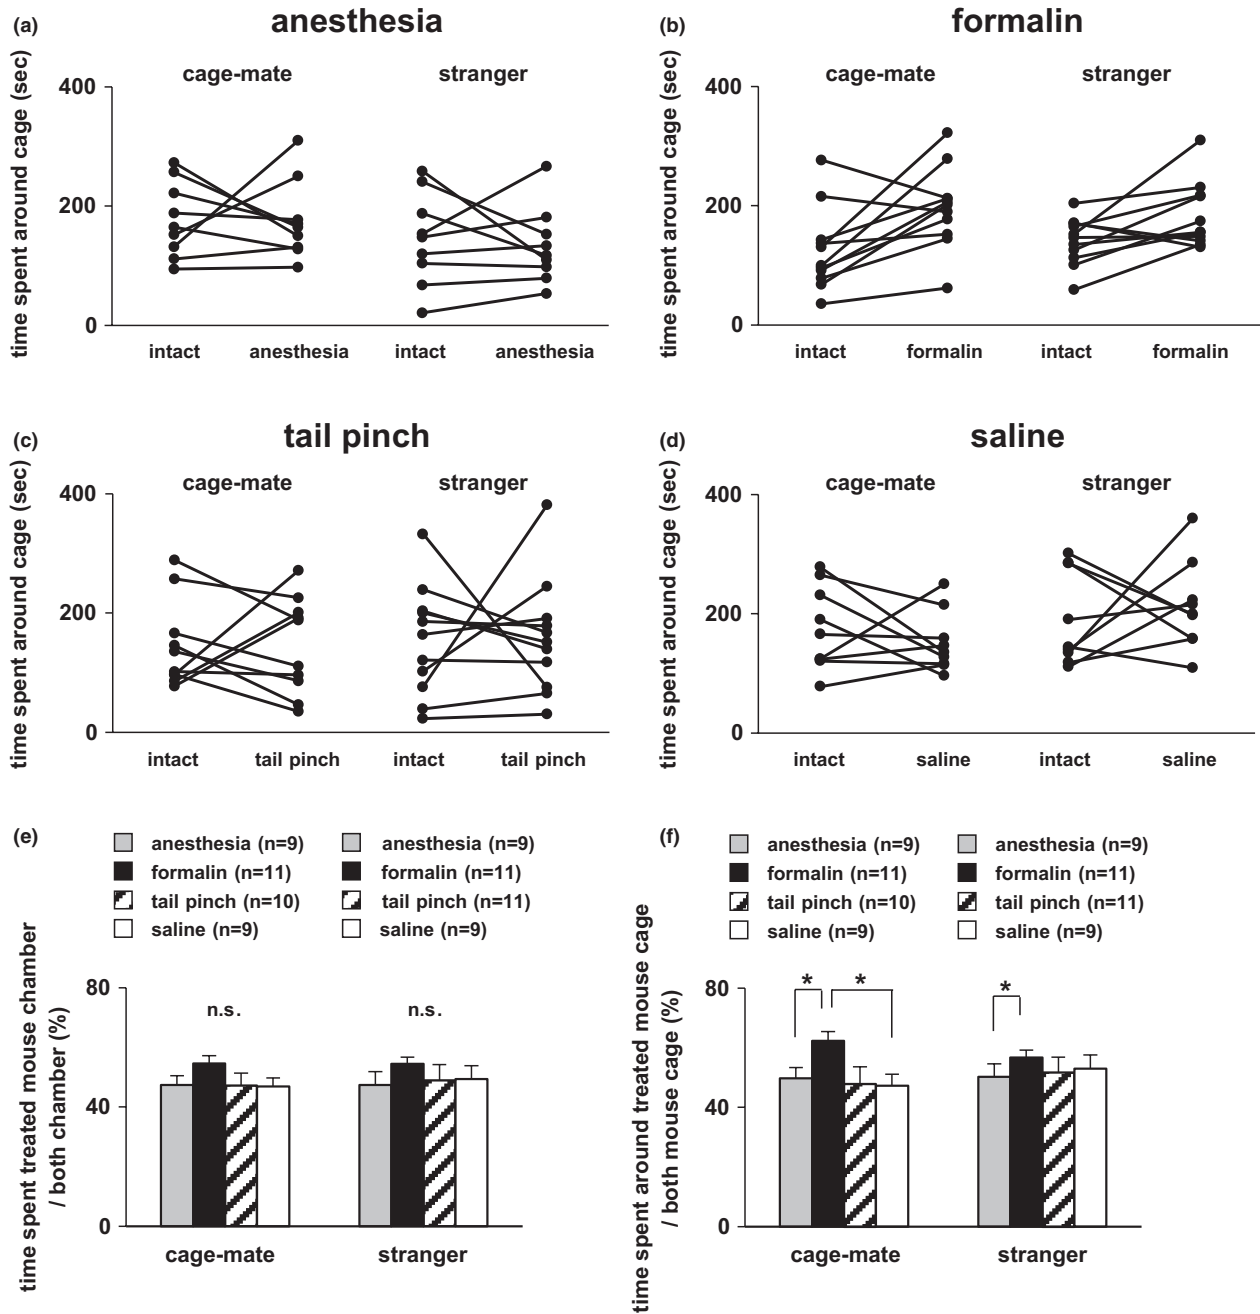 (a) anesthesia
time spent around cage (sec)
cage-mate stranger
400
200
0
intact anesthesia intact anesthesia
(b) formalin
time spent around cage (sec)
cage-mate stranger
400
200
0
intact formalin intact formalin
(c) tail pinch
time spent around cage (sec)
cage-mate stranger
400
200
0
intact tail pinch intact tail pinch
(d) saline
time spent around cage (sec)
cage-mate stranger
400
200
0
intact saline intact saline
(e)
anesthesia (n=9) anesthesia (n=9)
formalin (n=11) formalin (n=11)
tail pinch (n=10) tail pinch (n=11)
saline (n=9) saline (n=9)
time spent treated mouse chamber
/ both chamber (%)
80
n.s. n.s.
40
0
cage-mate stranger
(f)
anesthesia (n=9) anesthesia (n=9)
formalin (n=11) formalin (n=11)
tail pinch (n=10) tail pinch (n=11)
saline (n=9) saline (n=9)
time spent around treated mouse cage
/ both mouse cage (%)
* * *
80
40
0
cage-mate stranger